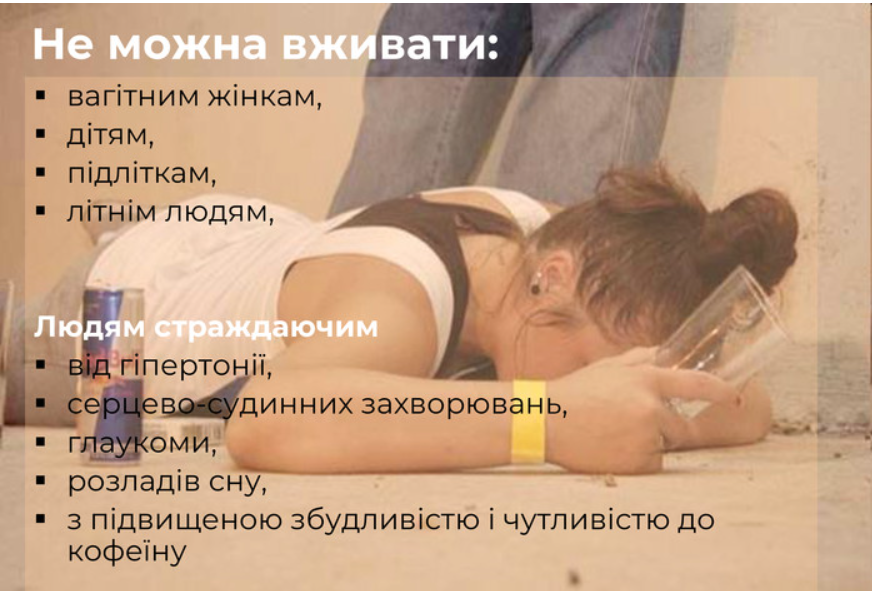 Не можна вживати:
▪ вагітним жінкам,
▪ дітям,
▪ підліткам,
▪ літнім людям,
Людям страждаючим
▪ від гіпертонії,
▪ серцево-судинних захворювань,
▪ глаукоми,
▪ розладів сну,
▪ з підвищеною збудливістю і чутливістю до
кофеїну